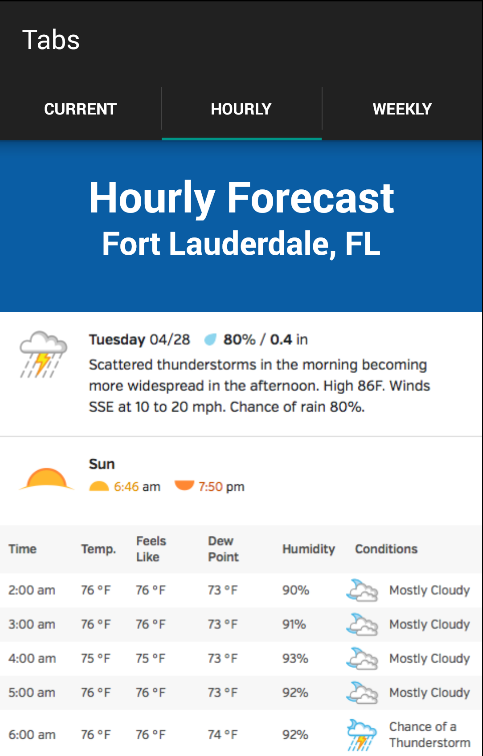 Tabs
CURRENT HOURLY WEEKLY
Hourly Forecast
Fort Lauderdale, FL
Tuesday 04/28 80% / 0.4 in
Scattered thunderstorms in the morning becoming
more widespread in the afternoon. High 86F. Winds
SSE at 10 to 20 mph. Chance of rain 80%.
Sun
6:46 am 7:50 pm
Time Temp. Feels Like Dew Point Humidity Conditions
2:00 am 76 °F 76 °F 73 °F 90% Mostly Cloudy
3:00 am 76 °F 76 °F 73 °F 91% Mostly Cloudy
4:00 am 75 °F 75 °F 73 °F 93% Mostly Cloudy
5:00 am 76 °F 76 °F 73 °F 92% Mostly Cloudy
6:00 am 76 °F 76 °F 74 °F 92% Chance of a Thunderstorm